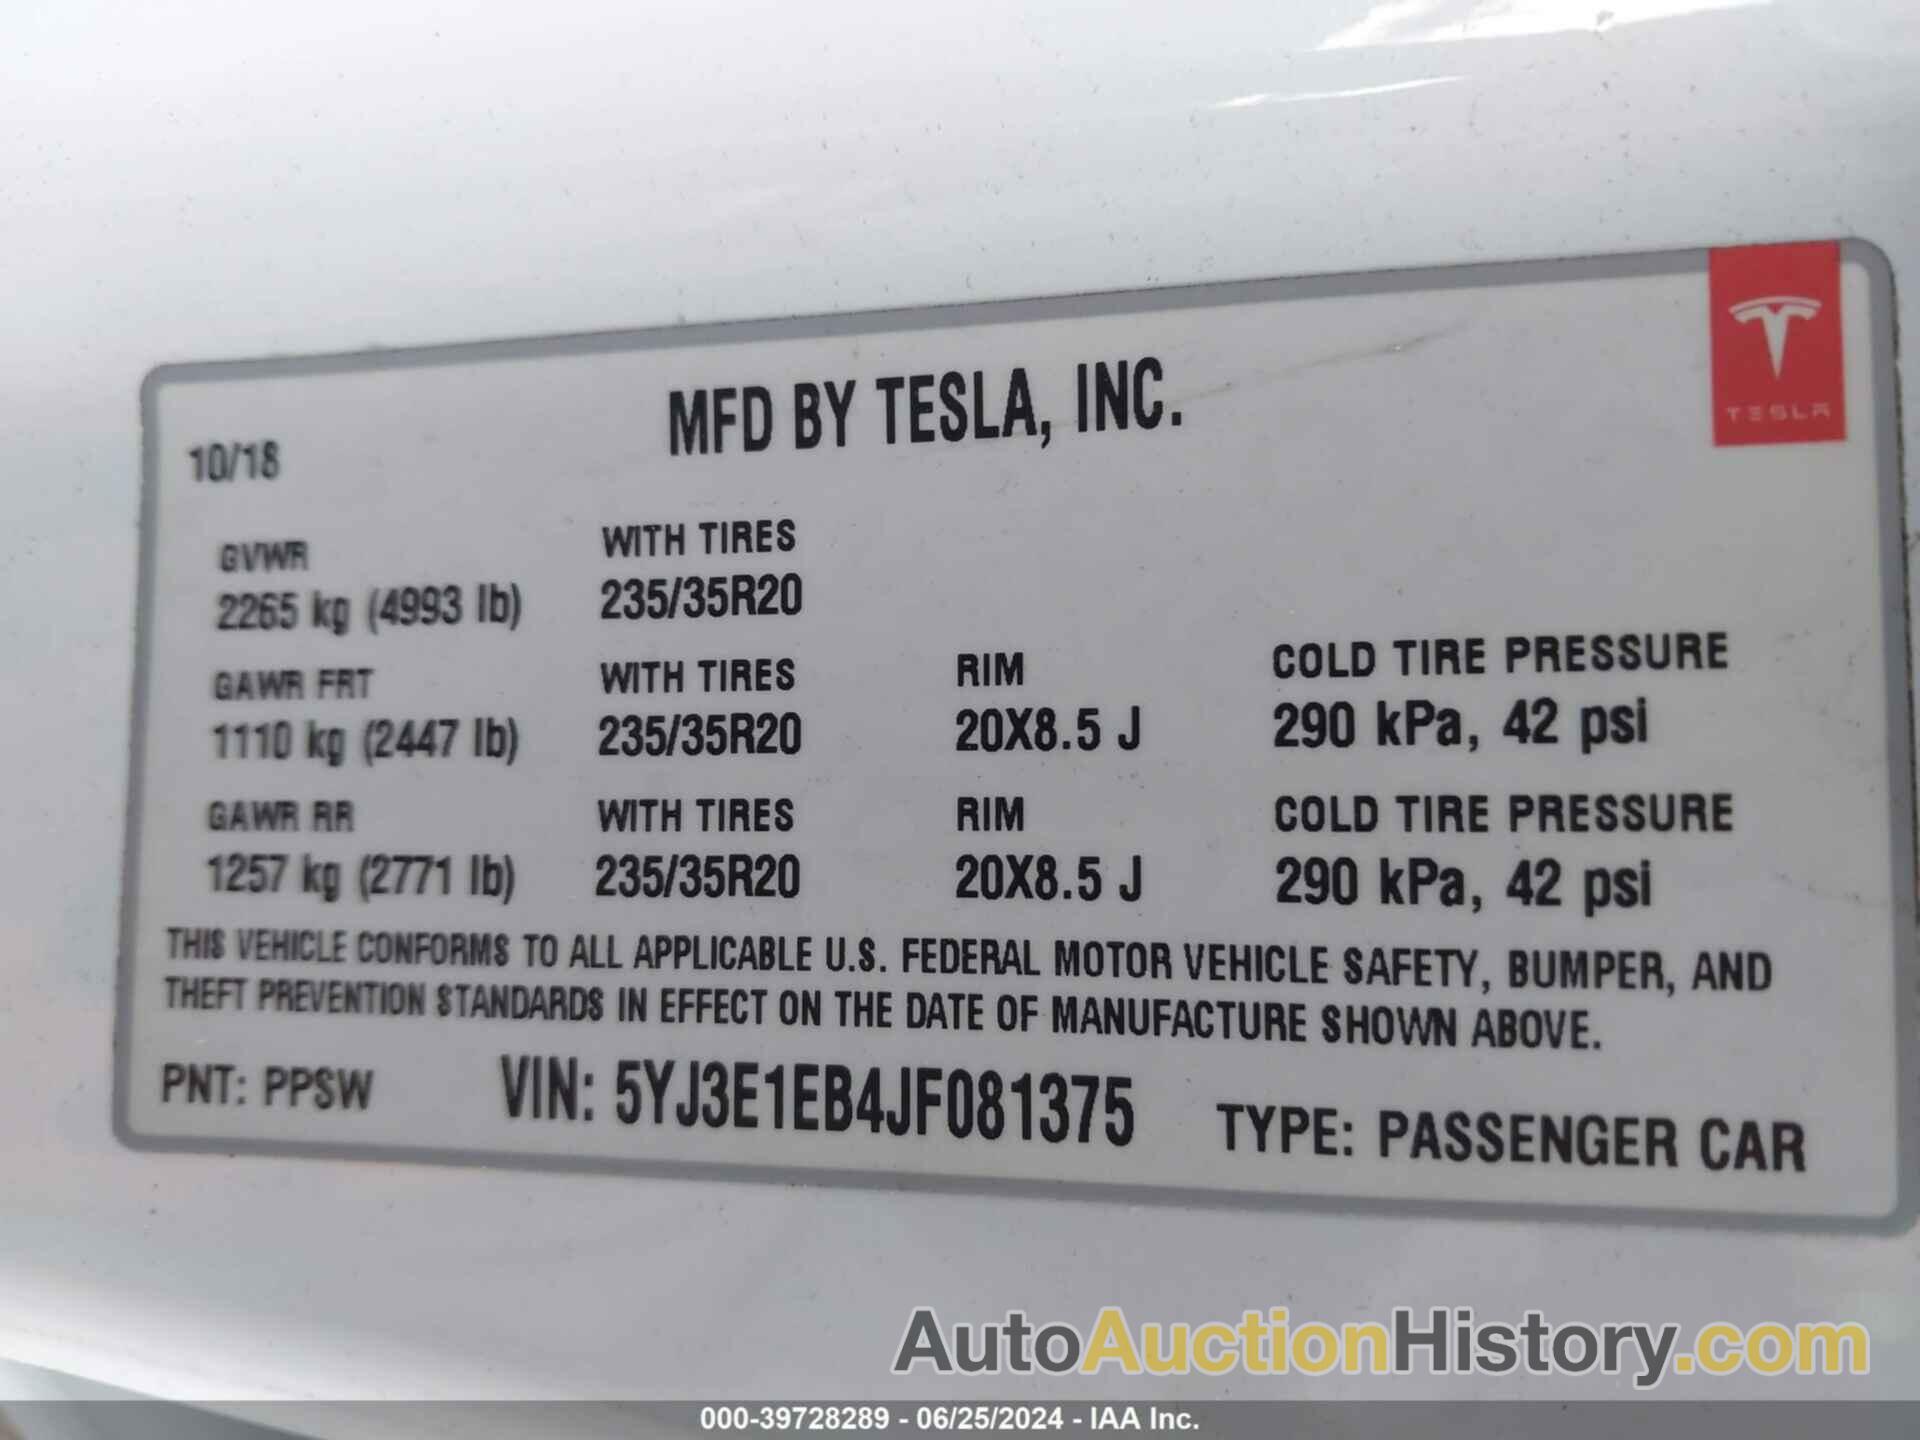 TESLA
MFD BY TESLA, INC.
10/18
GVWR WITH TIRES
2265 kg (4993 lb) 235/35R20
GAWR FRT WITH TIRES RIM COLD TIRE PRESSURE
1110 kg (2447 lb) 235/35R20 20X8.5 J 290 kPa, 42 psi
GAWR RR WITH TIRES RIM COLD TIRE PRESSURE
1257 kg (2771 lb) 235/35R20 20X8.5 J 290 kPa, 42 psi
THIS VEHICLE CONFORMS TO ALL APPLICABLE U.S. FEDERAL MOTOR VEHICLE SAFETY, BUMPER, AND
THEFT PREVENTION STANDARDS IN EFFECT ON THE DATE OF MANUFACTURE SHOWN ABOVE.
PNT: PPSW VIN: 5YJ3E1EB4JF081375 TYPE: PASSENGER CAR
AutoAuctionHistory.com
000-39728289 - 06/25/2024 - IAA Inc.